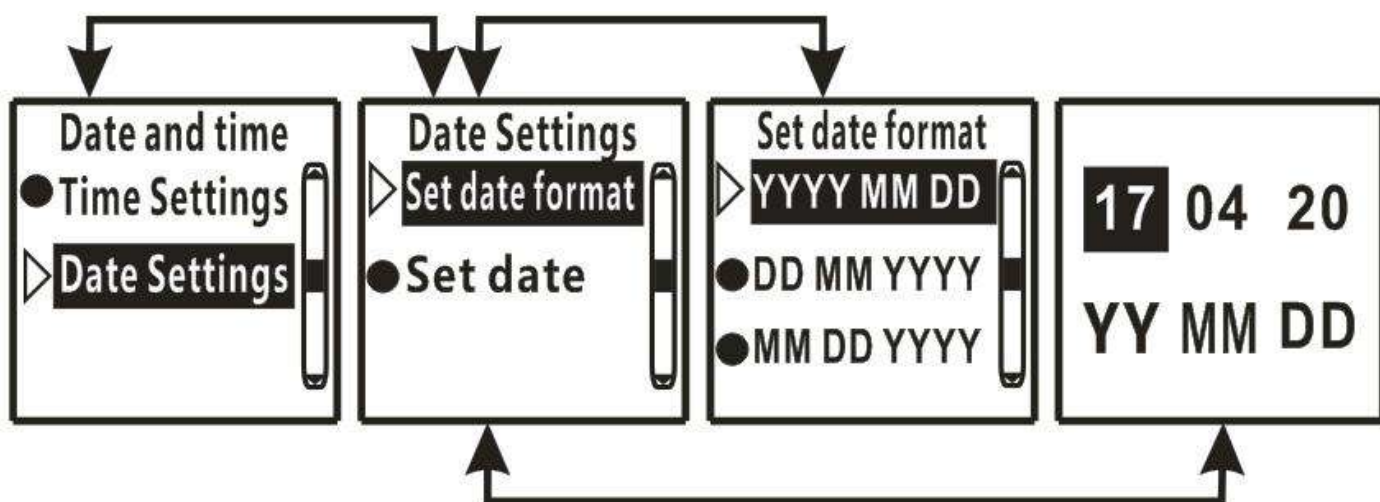 Date and time
Time Settings
Date Settings
Date Settings
Set date format
Set date
Set date format
YYYY MM DD
DD MM YYYY
MM DD YYYY
17 04 20
YY MM DD